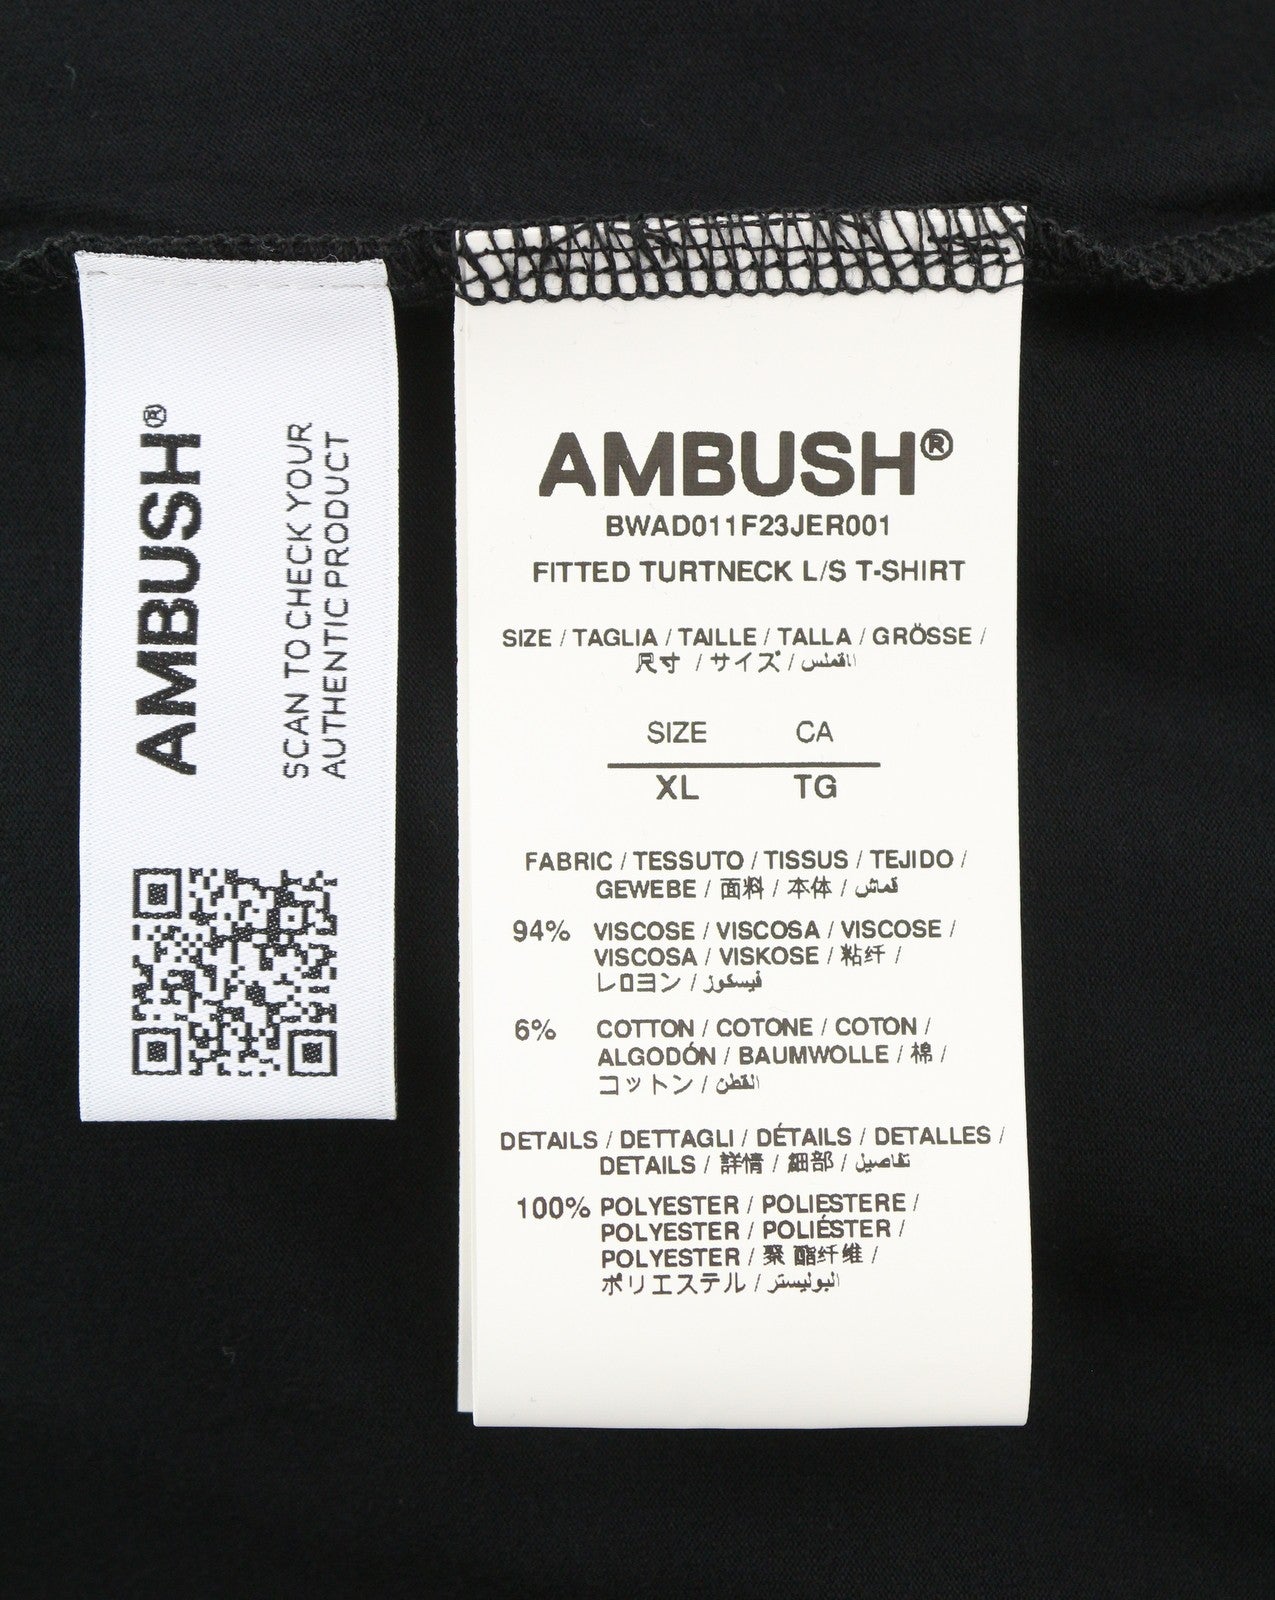 AMBUSH®
SCAN TO CHECK YOUR
AUTHENTIC PRODUCT
AMBUSH®
BWAD011F23JER001
FITTED TURTNECK L/S T-SHIRT
SIZE / TAGLIA / TAILLE / TALLA / GRÖSSE /
尺寸 / サイズ /
SIZE CA
XL TG
FABRIC / TESSUTO / TISSUS / TEJIDO /
GEWEBE / 面料 / 本体 / قماش
94% VISCOSE / VISCOSA / VISCOSE /
VISCOSA / VISKOSE / 粘纤 /
レロヨン / فيسكوز
6% COTTON / COTONE / COTON /
ALGODÓN / BAUMWOLLE / 棉 /
コットン / القطن
DETAILS / DETTAGLI / DÉTAILS / DETALLES /
DETAILS / 詳情 / 細部 / تفاصيل
100% POLYESTER / POLIESTERE /
POLYESTER / POLIÉSTER /
POLYESTER / 聚 酯纤维 /
ポリエステル / البوليستر